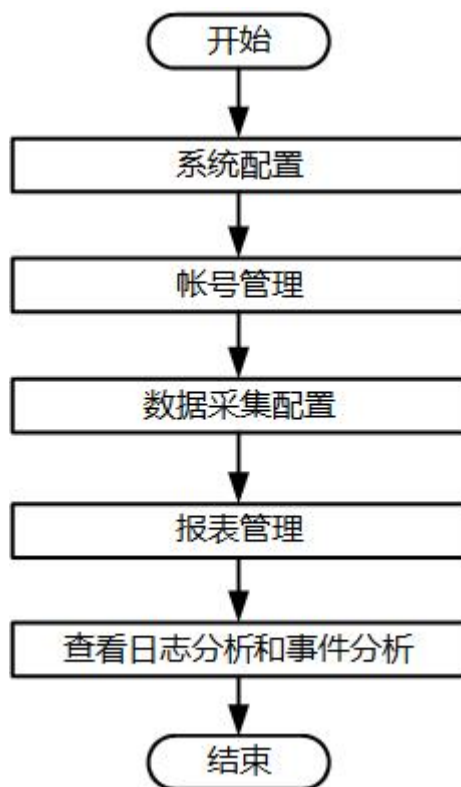 开始
系统配置
帐号管理
数据采集配置
报表管理
查看日志分析和事件分析
结束